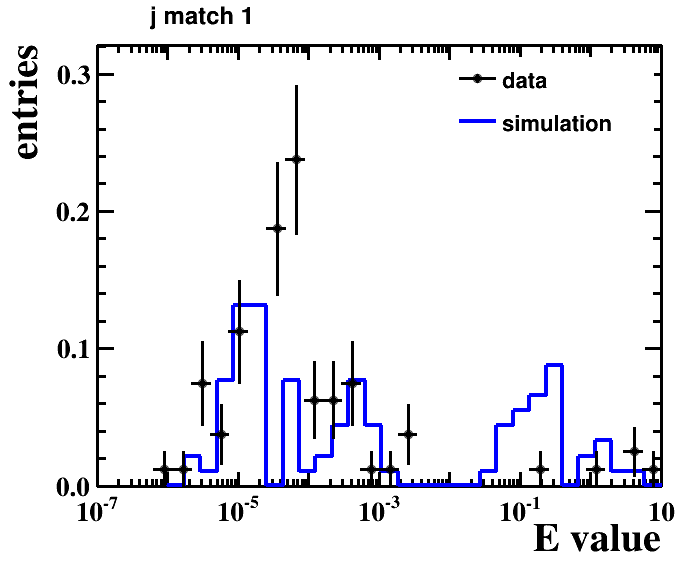 j match 1
entries
0.3
0.2
0.1
0.0
data
simulation
10^-7 10^-5 10^-3 10^-1 10
E value